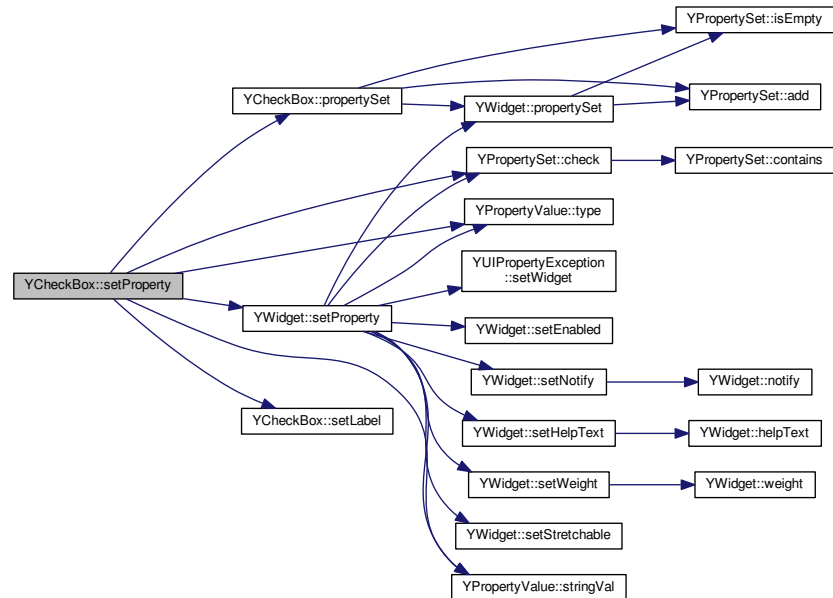 YPropertySet::isEmpty
YCheckBox::propertySet
YPropertySet::add
YWidget::propertySet
YPropertySet::check
YPropertySet::contains
YPropertyValue::type
YUIPropertyException
::setWidget
YCheckBox::setProperty
YWidget::setProperty
YWidget::setEnabled
YWidget::setNotify
YWidget::notify
YCheckBox::setLabel
YWidget::setHelpText
YWidget::helpText
YWidget::setWeight
YWidget::weight
YWidget::setStretchable
YPropertyValue::stringVal